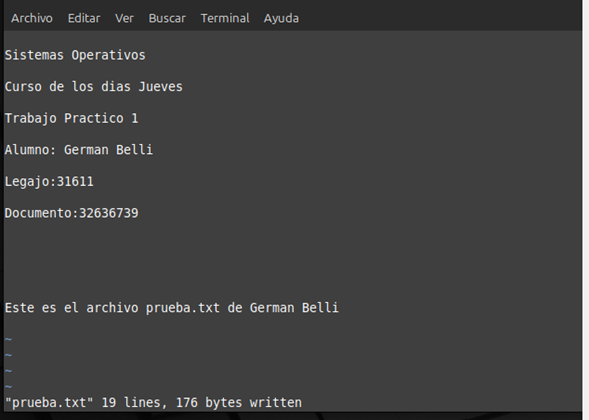 Archivo Editar Ver Buscar Terminal Ayuda
Sistemas Operativos
Curso de los dias Jueves
Trabajo Practico 1
Alumno: German Belli
Legajo:31611
Documento:32636739
Este es el archivo prueba.txt de German Belli
~
~
~
~
"prueba.txt" 19 lines, 176 bytes written